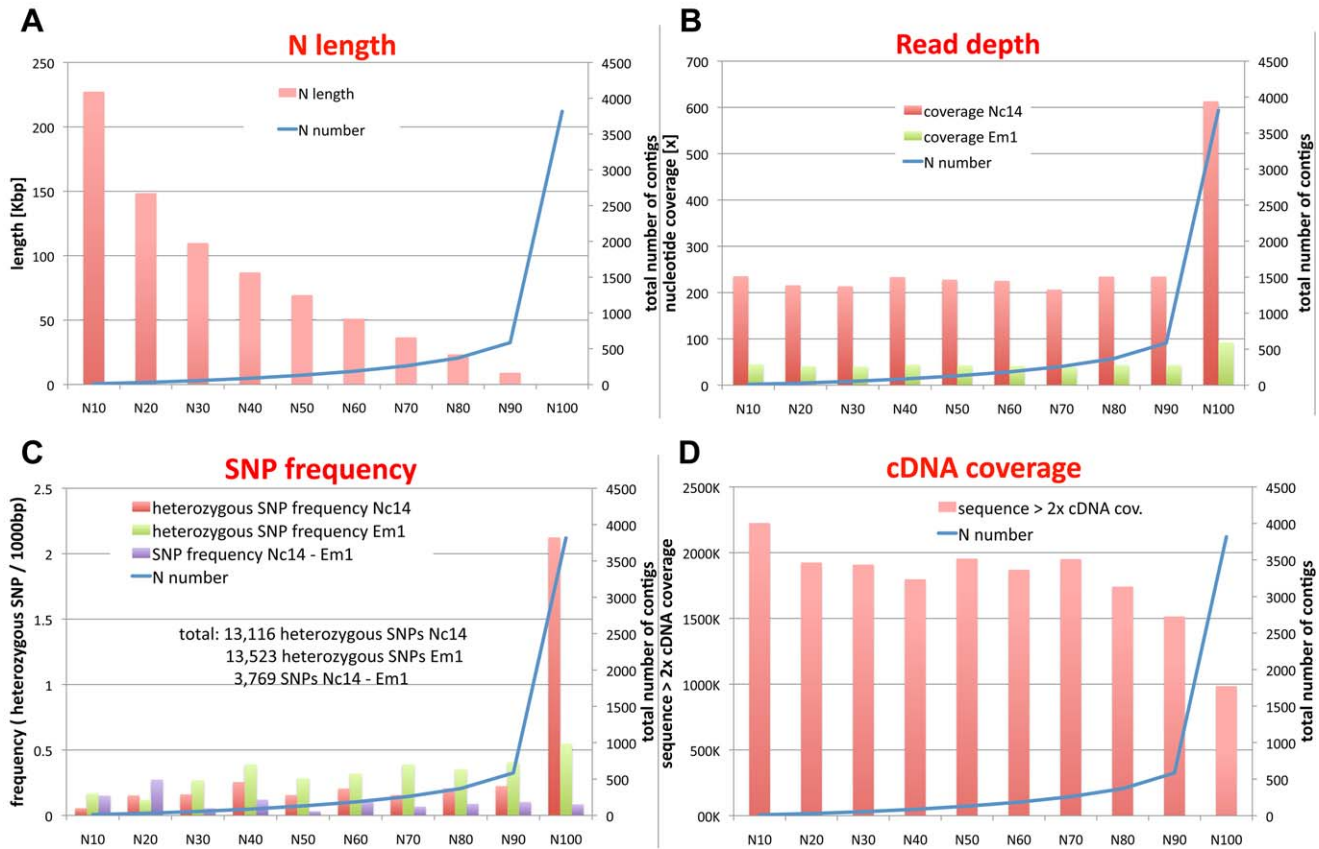 A
N length
250
200
150
100
50
0
length [Kbp]
N length
N number
4500
4000
3500
3000
2500
2000
1500
1000
500
0
total number of contigs
N10 N20 N30 N40 N50 N60 N70 N80 N90 N100
B
Read depth
700
600
500
400
300
200
100
0
nucleotide coverage [x]
coverage Nc14
coverage Em1
N number
4500
4000
3500
3000
2500
2000
1500
1000
500
0
total number of contigs
N10 N20 N30 N40 N50 N60 N70 N80 N90 N100
C
SNP frequency
2.5
2
1.5
1
0.5
0
frequency ( heterozygous SNP / 1000bp)
heterozygous SNP frequency Nc14
heterozygous SNP frequency Em1
SNP frequency Nc14 - Em1
N number
total: 13,116 heterozygous SNPs Nc14
13,523 heterozygous SNPs Em1
3,769 SNPs Nc14 - Em1
4500
4000
3500
3000
2500
2000
1500
1000
500
0
total number of contigs
N10 N20 N30 N40 N50 N60 N70 N80 N90 N100
D
cDNA coverage
2500K
2000K
1500K
1000K
500K
00K
sequence > 2x cDNA coverage
sequence > 2x cDNA cov.
N number
4500
4000
3500
3000
2500
2000
1500
1000
500
0
total number of contigs
N10 N20 N30 N40 N50 N60 N70 N80 N90 N100